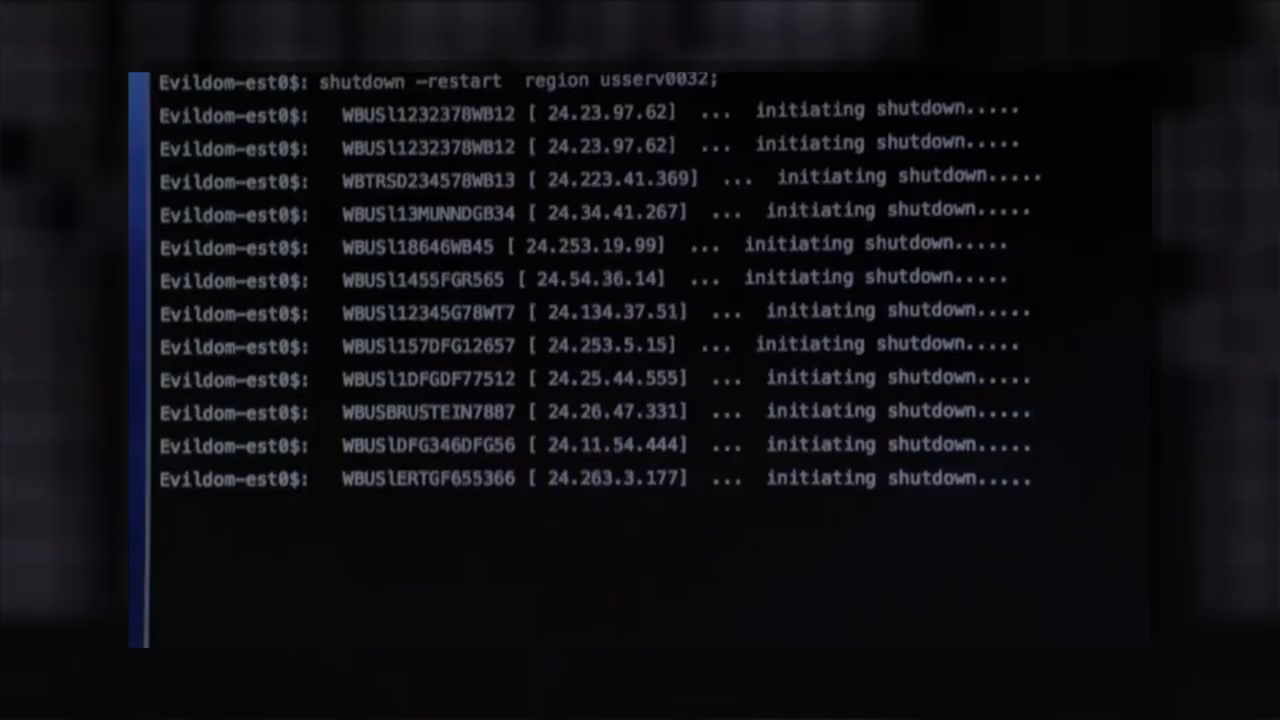 Evildom-est0$: shutdown -restart region usserv0032;
Evildom-est0$: WBUSl1232378WB12 [ 24.23.97.62] ... initiating shutdown.....
Evildom-est0$: WBUSl1232378WB12 [ 24.23.97.62] ... initiating shutdown.....
Evildom-est0$: WBTRSD234578WB13 [ 24.223.41.369] ... initiating shutdown.....
Evildom-est0$: WBUSl13MUNNDGB34 [ 24.34.41.267] ... initiating shutdown.....
Evildom-est0$: WBUSl18646WB45 [ 24.253.19.99] ... initiating shutdown.....
Evildom-est0$: WBUSl1455FGR565 [ 24.54.36.14] ... initiating shutdown.....
Evildom-est0$: WBUSl12345G78WT7 [ 24.134.37.51] ... initiating shutdown.....
Evildom-est0$: WBUSl157DFG12657 [ 24.253.5.15] ... initiating shutdown.....
Evildom-est0$: WBUSl1DFGDF77512 [ 24.25.44.555] ... initiating shutdown.....
Evildom-est0$: WBUSBRUSTEIN7887 [ 24.26.47.331] ... initiating shutdown.....
Evildom-est0$: WBUSlDFG346DFG56 [ 24.11.54.444] ... initiating shutdown.....
Evildom-est0$: WBUSlERTGF655366 [ 24.263.3.177] ... initiating shutdown.....